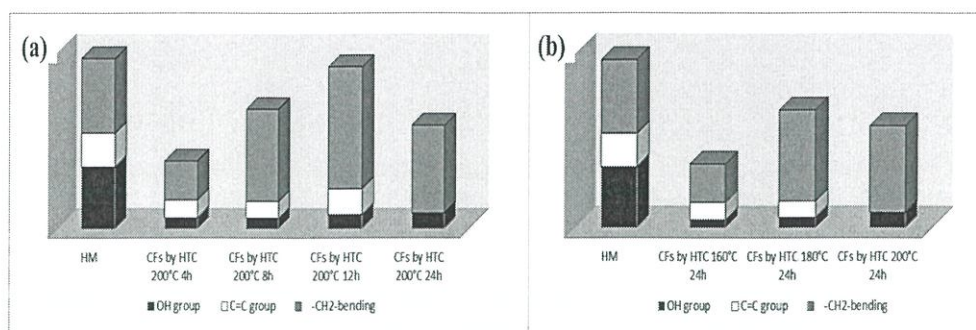 (a)
HM
CFs by HTC
200°C 4h
CFs by HTC
200°C 8h
CFs by HTC
200°C 12h
CFs by HTC
200°C 24h
OH group
C=C group
-CH2-bending
(b)
HM
CFs by HTC 160°C
24h
CFs by HTC 180°C
24h
CFs by HTC 200°C
24h
OH group
C=C group
-CH2-bending